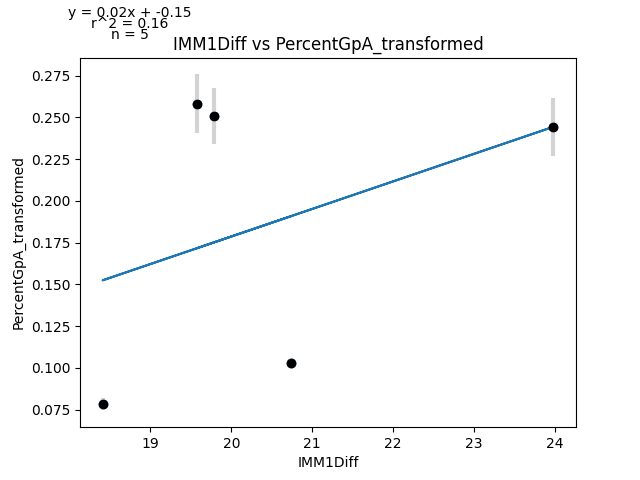 y = 0.02x + -0.15
r^2 = 0.16
n = 5
IMM1Diff vs PercentGpA_transformed
0.275
0.250
0.225
0.200
0.175
0.150
0.125
0.100
0.075
PercentGpA_transformed
19 20 21 22 23 24
IMM1Diff